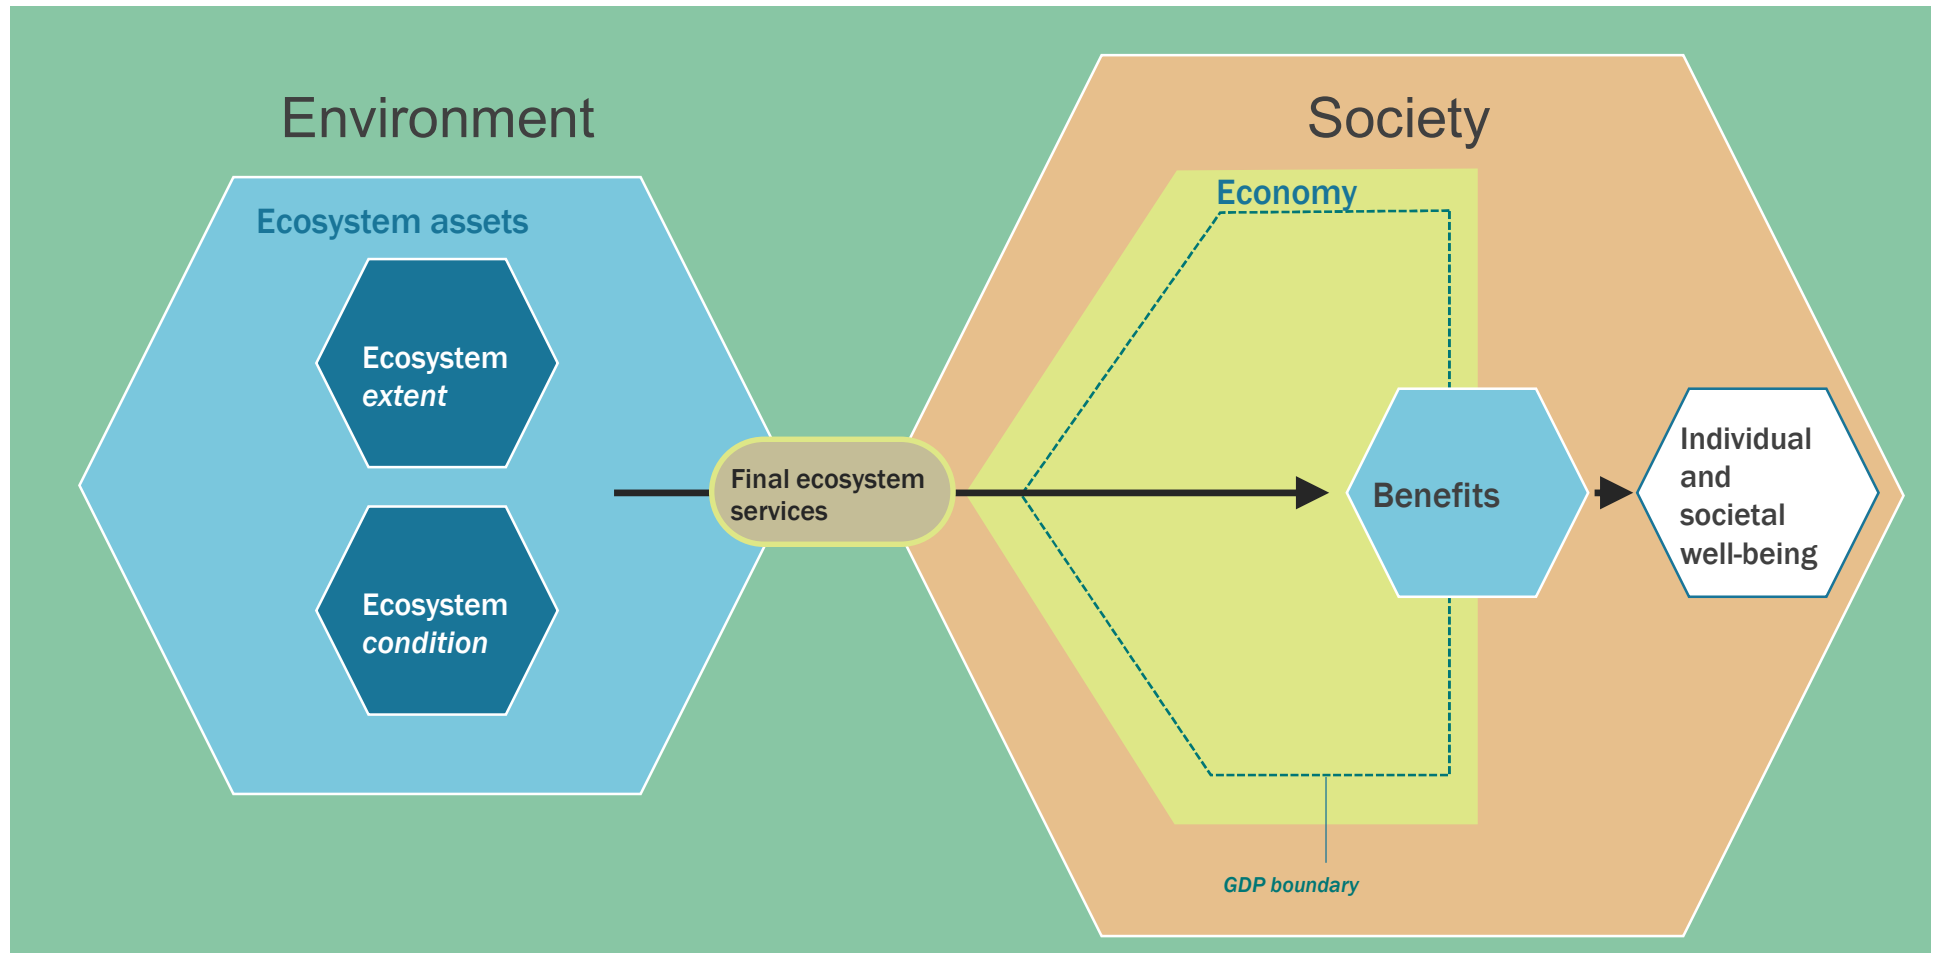 Environment
Ecosystem assets
Ecosystem
extent
Ecosystem
condition
Final ecosystem
services
Society
Economy
Benefits
Individual
and
societal
well-being
GDP boundary